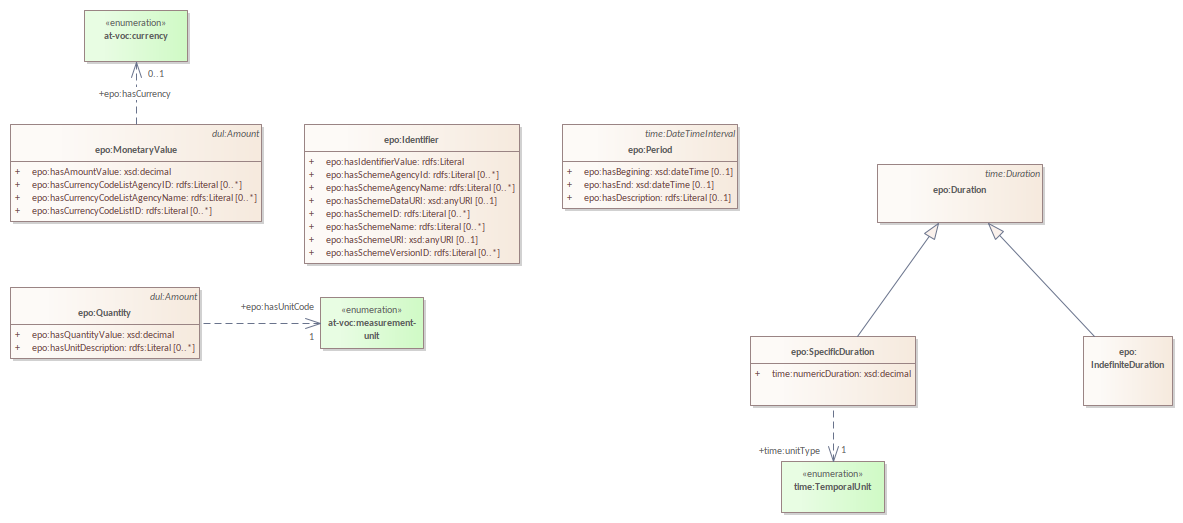 «enumeration»
at-voc:currency
0..1
+epo:hasCurrency
dul:Amount
epo:MonetaryValue
+ epo:hasAmountValue: xsd:decimal
+ epo:hasCurrencyCodeListAgencyID: rdfs:Literal [0..*]
+ epo:hasCurrencyCodeListAgencyName: rdfs:Literal [0..*]
+ epo:hasCurrencyCodeListID: rdfs:Literal [0..*]
epo:Identifier
+ epo:hasIdentifierValue: rdfs:Literal
+ epo:hasSchemeAgencyId: rdfs:Literal [0..*]
+ epo:hasSchemeAgencyName: rdfs:Literal [0..*]
+ epo:hasSchemeDataURI: xsd:anyURI [0..1]
+ epo:hasSchemeID: rdfs:Literal [0..*]
+ epo:hasSchemeName: rdfs:Literal [0..*]
+ epo:hasSchemeURI: xsd:anyURI [0..1]
+ epo:hasSchemeVersionID: rdfs:Literal [0..*]
time:DateTimeInterval
epo:Period
+ epo:hasBegining: xsd:dateTime [0..1]
+ epo:hasEnd: xsd:dateTime [0..1]
+ epo:hasDescription: rdfs:Literal [0..1]
time:Duration
epo:Duration
dul:Amount
epo:Quantity
+ epo:hasQuantityValue: xsd:decimal
+ epo:hasUnitDescription: rdfs:Literal [0..*]
+epo:hasUnitCode
1
«enumeration»
at-voc:measurement-
unit
epo:SpecificDuration
+ time:numericDuration: xsd:decimal
epo:
IndefiniteDuration
+time:unitType
1
«enumeration»
time:TemporalUnit